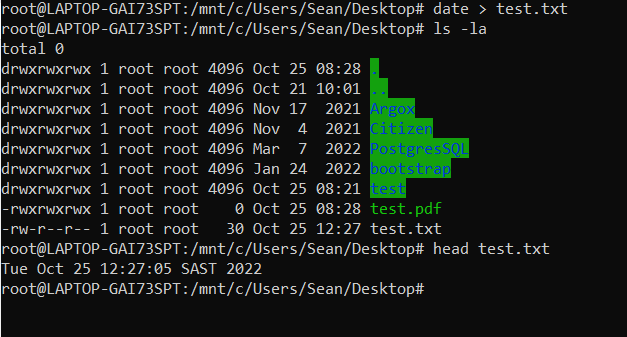 root@LAPTOP-GAI73SPT:/mnt/c/Users/Sean/Desktop# date > test.txt
root@LAPTOP-GAI73SPT:/mnt/c/Users/Sean/Desktop# ls -la
total 0
drwxrwxrwx 1 root root 4096 Oct 25 08:28 .
drwxrwxrwx 1 root root 4096 Oct 21 10:01 ..
drwxrwxrwx 1 root root 4096 Nov 17  2021 Argox
drwxrwxrwx 1 root root 4096 Nov  4  2021 Citizen
drwxrwxrwx 1 root root 4096 Mar  7  2022 PostgresSQL
drwxrwxrwx 1 root root 4096 Jan 24  2022 bootstrap
drwxrwxrwx 1 root root 4096 Oct 25 08:21 test
-rwxrwxrwx 1 root root    0 Oct 25 08:28 test.pdf
-rw-r--r-- 1 root root   30 Oct 25 12:27 test.txt
root@LAPTOP-GAI73SPT:/mnt/c/Users/Sean/Desktop# head test.txt
Tue Oct 25 12:27:05 SAST 2022
root@LAPTOP-GAI73SPT:/mnt/c/Users/Sean/Desktop#